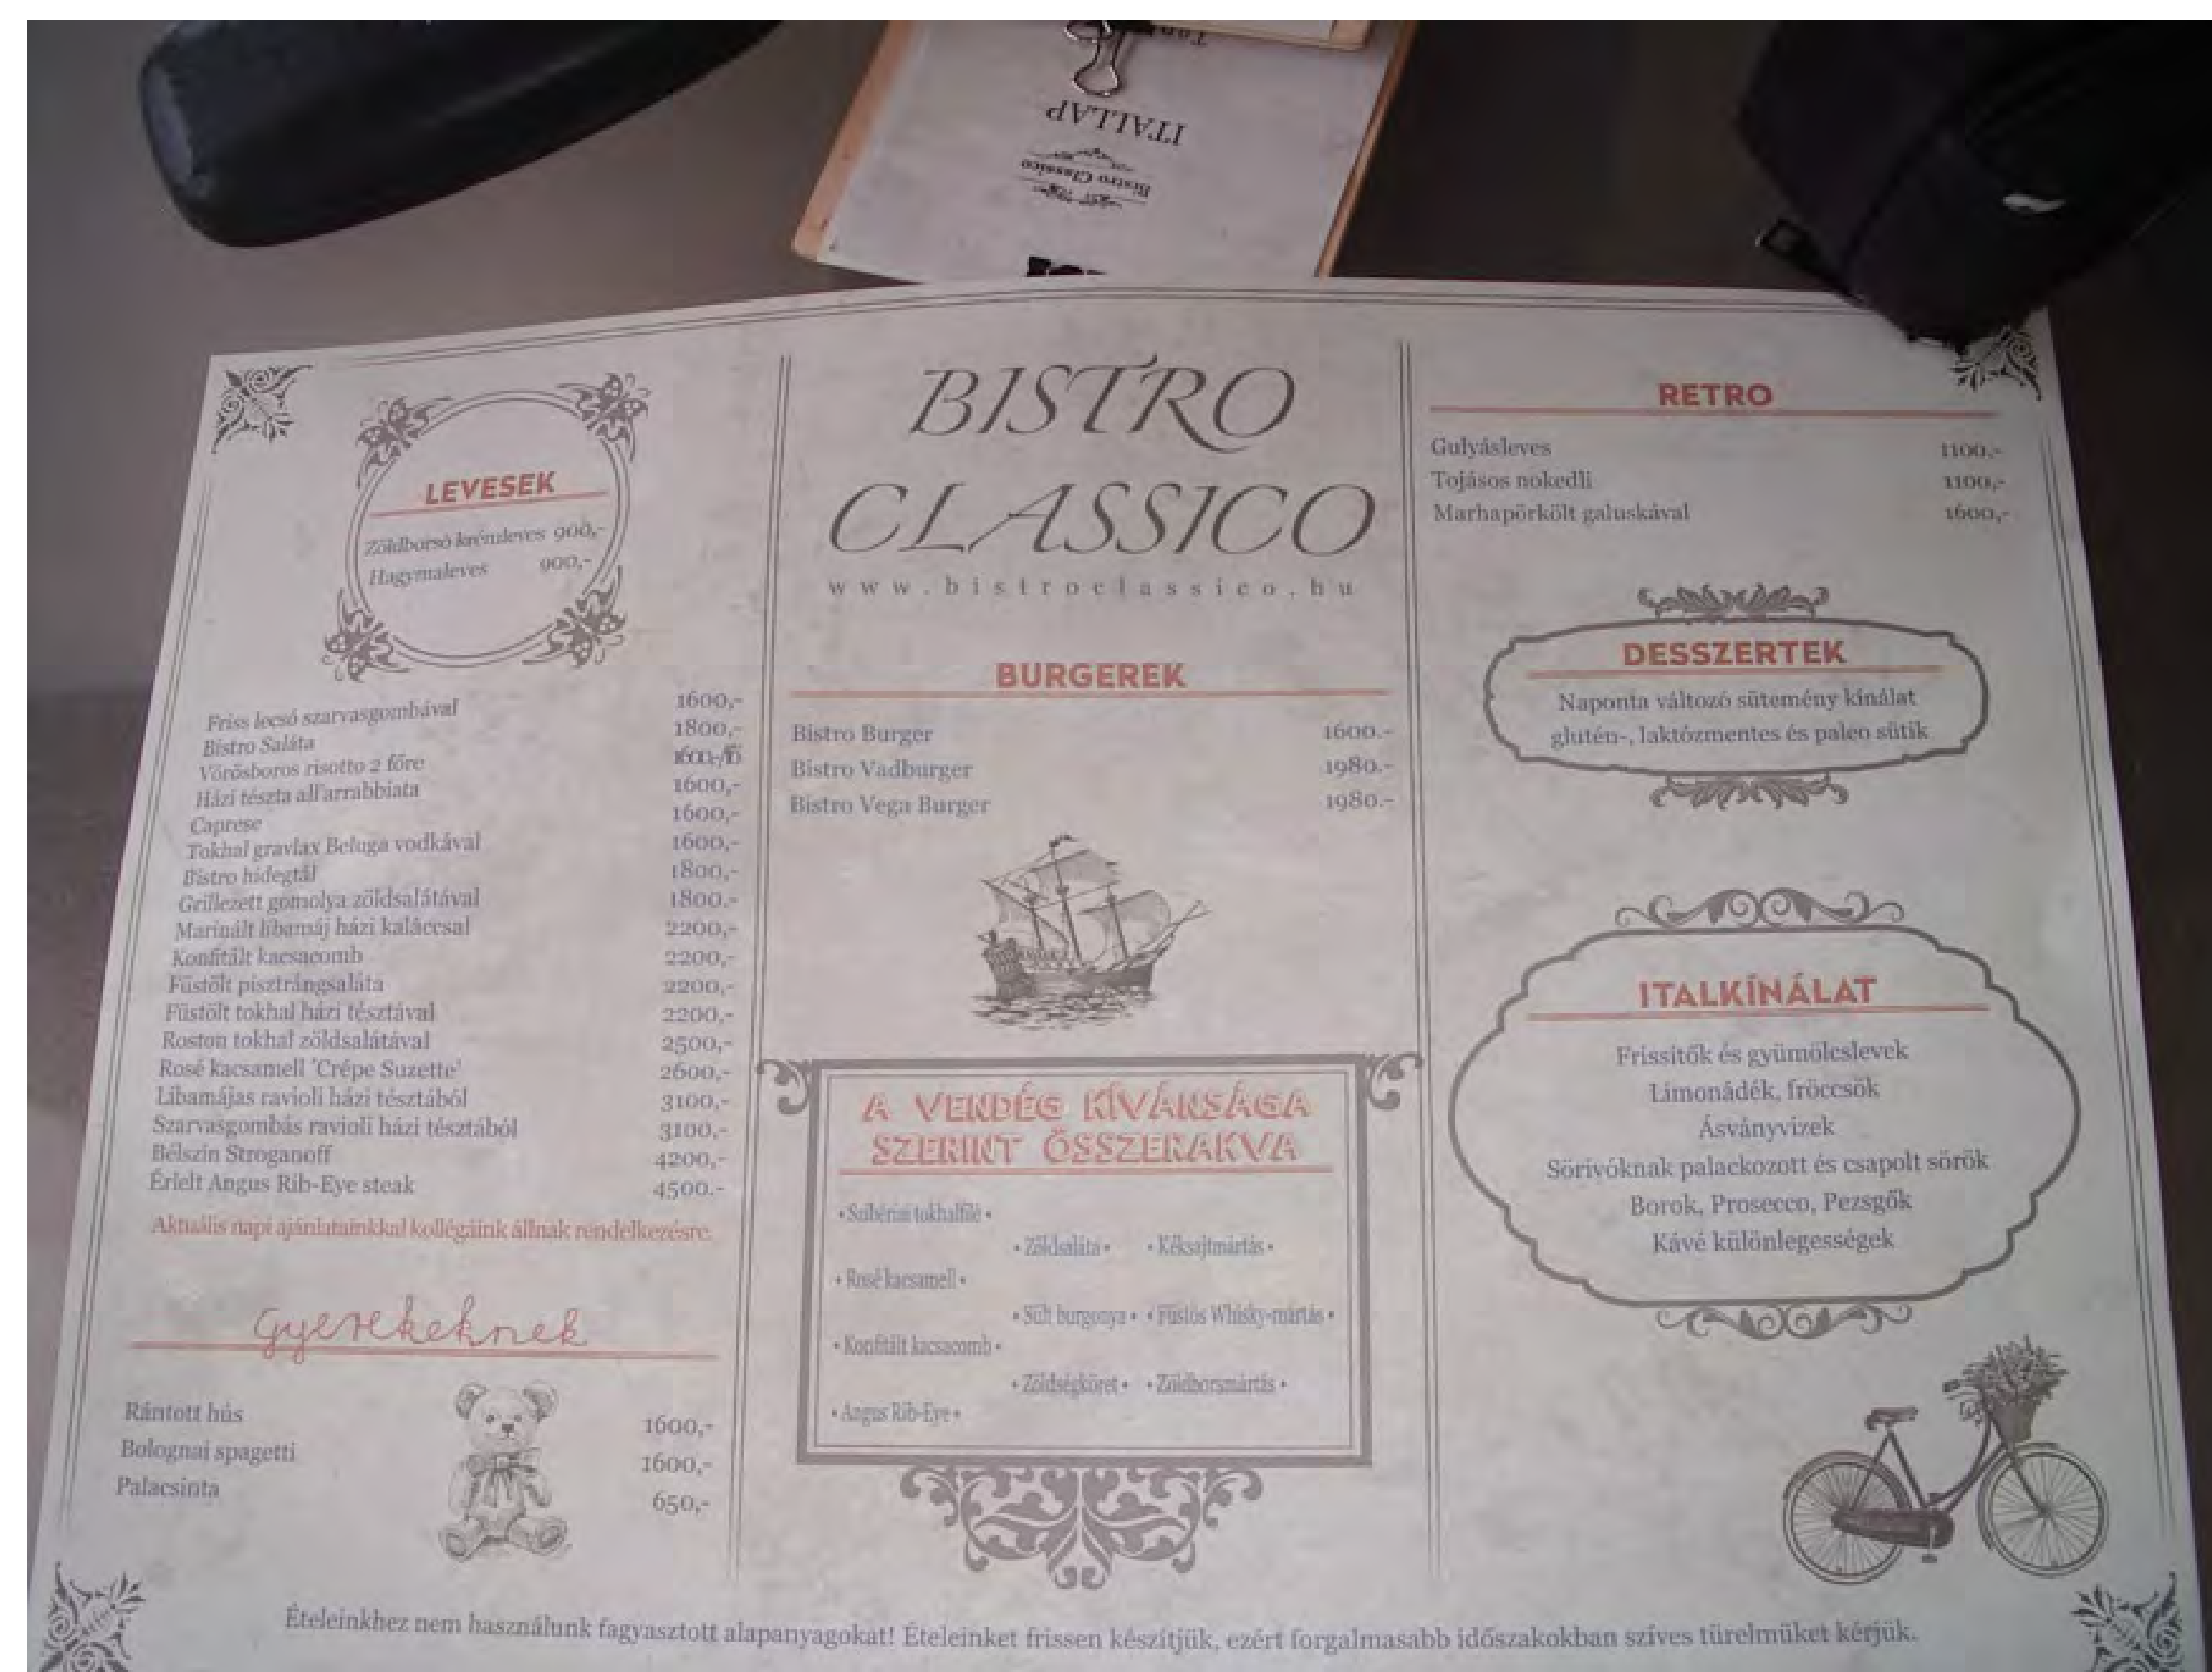 ITALLAP
Bistro Classico
BISTRO
CLASSICO
www.bistroclassico.hu
LEVESEK
Zöldborsó krémleves 900,-
Hagymaleves 900,-
Friss lecsó szarvasgombával 1600,-
Bistro Saláta 1800,-
Vörösboros risotto 2 főre 1600,-/fő
Házi tészta all'arrabbiata 1600,-
Caprese 1600,-
Tokhal gravlax Beluga vodkával 1600,-
Bistro hidegtál 1800,-
Grillezett gomolya zöldsalátával 1800.-
Marinált libamáj házi kaláccsal 2200,-
Konfitált kacsacomb 2200,-
Füstölt pisztrángsaláta 2200,-
Füstölt tokhal házi tésztával 2200,-
Roston tokhal zöldsalátával 2500,-
Rosé kacsamell 'Crépe Suzette' 2600,-
Libamájas ravioli házi tésztából 3100,-
Szarvasgombás ravioli házi tésztából 3100,-
Bélszín Stroganoff 4200,-
Érlelt Angus Rib-Eye steak 4500.-
Aktuális napi ajánlatainkkal kollégáink állnak rendelkezésre.
Gyerekeknek
Rántott hús 1600,-
Bolognai spagetti 1600,-
Palacsinta 650,-
BURGEREK
Bistro Burger 1600.-
Bistro Vadburger 1980.-
Bistro Vega Burger 1980.-
A VENDÉG KÍVÁNSÁGA
SZERINT ÖSSZERAKVA
• Szibériai tokhalfilé •
• Zöldsaláta • • Kéksajtmártás •
• Rosé kacsamell •
• Sült burgonya • • Füstös Whisky-mártás •
• Konfitált kacsacomb •
• Zöldségköret • • Zöldborsmártás •
• Angus Rib-Eye •
RETRO
Gulyásleves 1100,-
Tojásos nokedli 1100,-
Marhapörkölt galuskával 1600,-
DESSZERTEK
Naponta változó sütemény kínálat
glutén-, laktózmentes és paleo sütik
ITALKÍNÁLAT
Frissítők és gyümölcslevek
Limonádék, fröccsök
Ásványvizek
Sörivóknak palackozott és csapolt sörök
Borok, Prosecco, Pezsgők
Kávé különlegességek
Ételeinkhez nem használunk fagyasztott alapanyagokat! Ételeinket frissen készítjük, ezért forgalmasabb időszakokban szíves türelmüket kérjük.